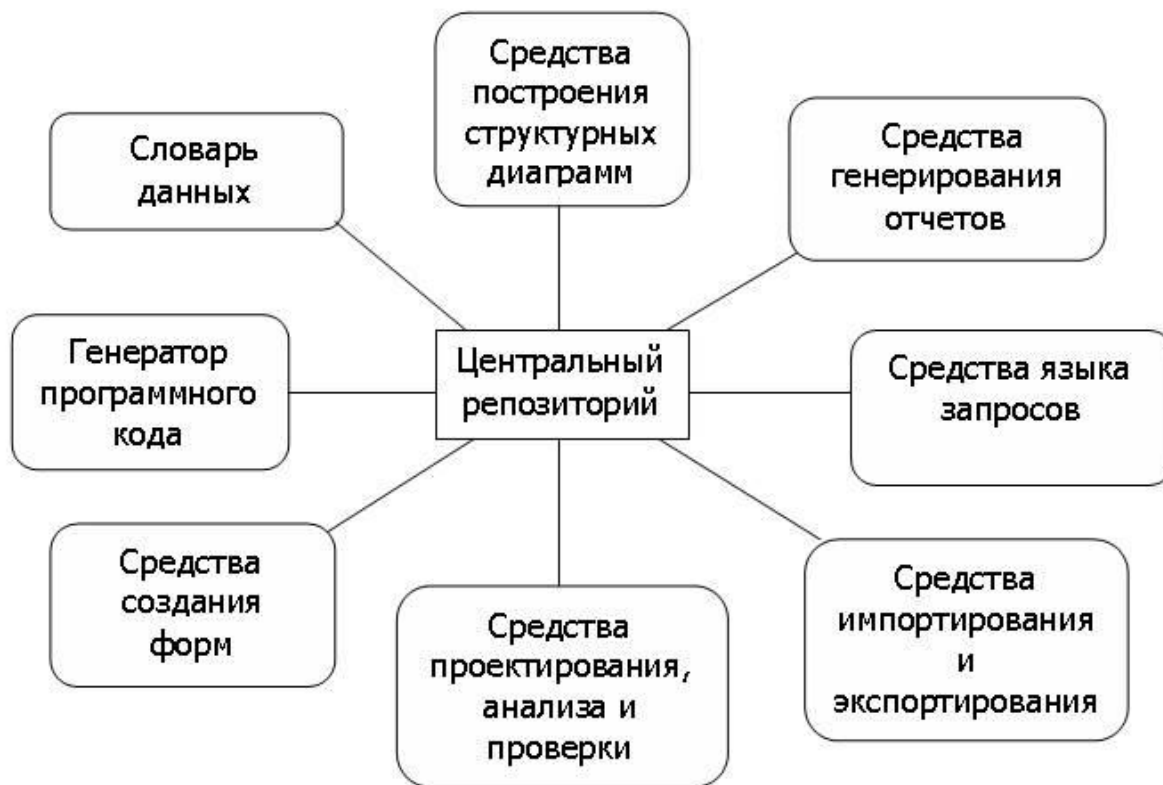 Средства
построения
структурных
диаграмм
Словарь
данных
Средства
генерирования
отчетов
Генератор
программного
кода
Центральный
репозиторий
Средства языка
запросов
Средства
создания
форм
Средства
проектирования,
анализа и
проверки
Средства
импортирования
и
экспортирования